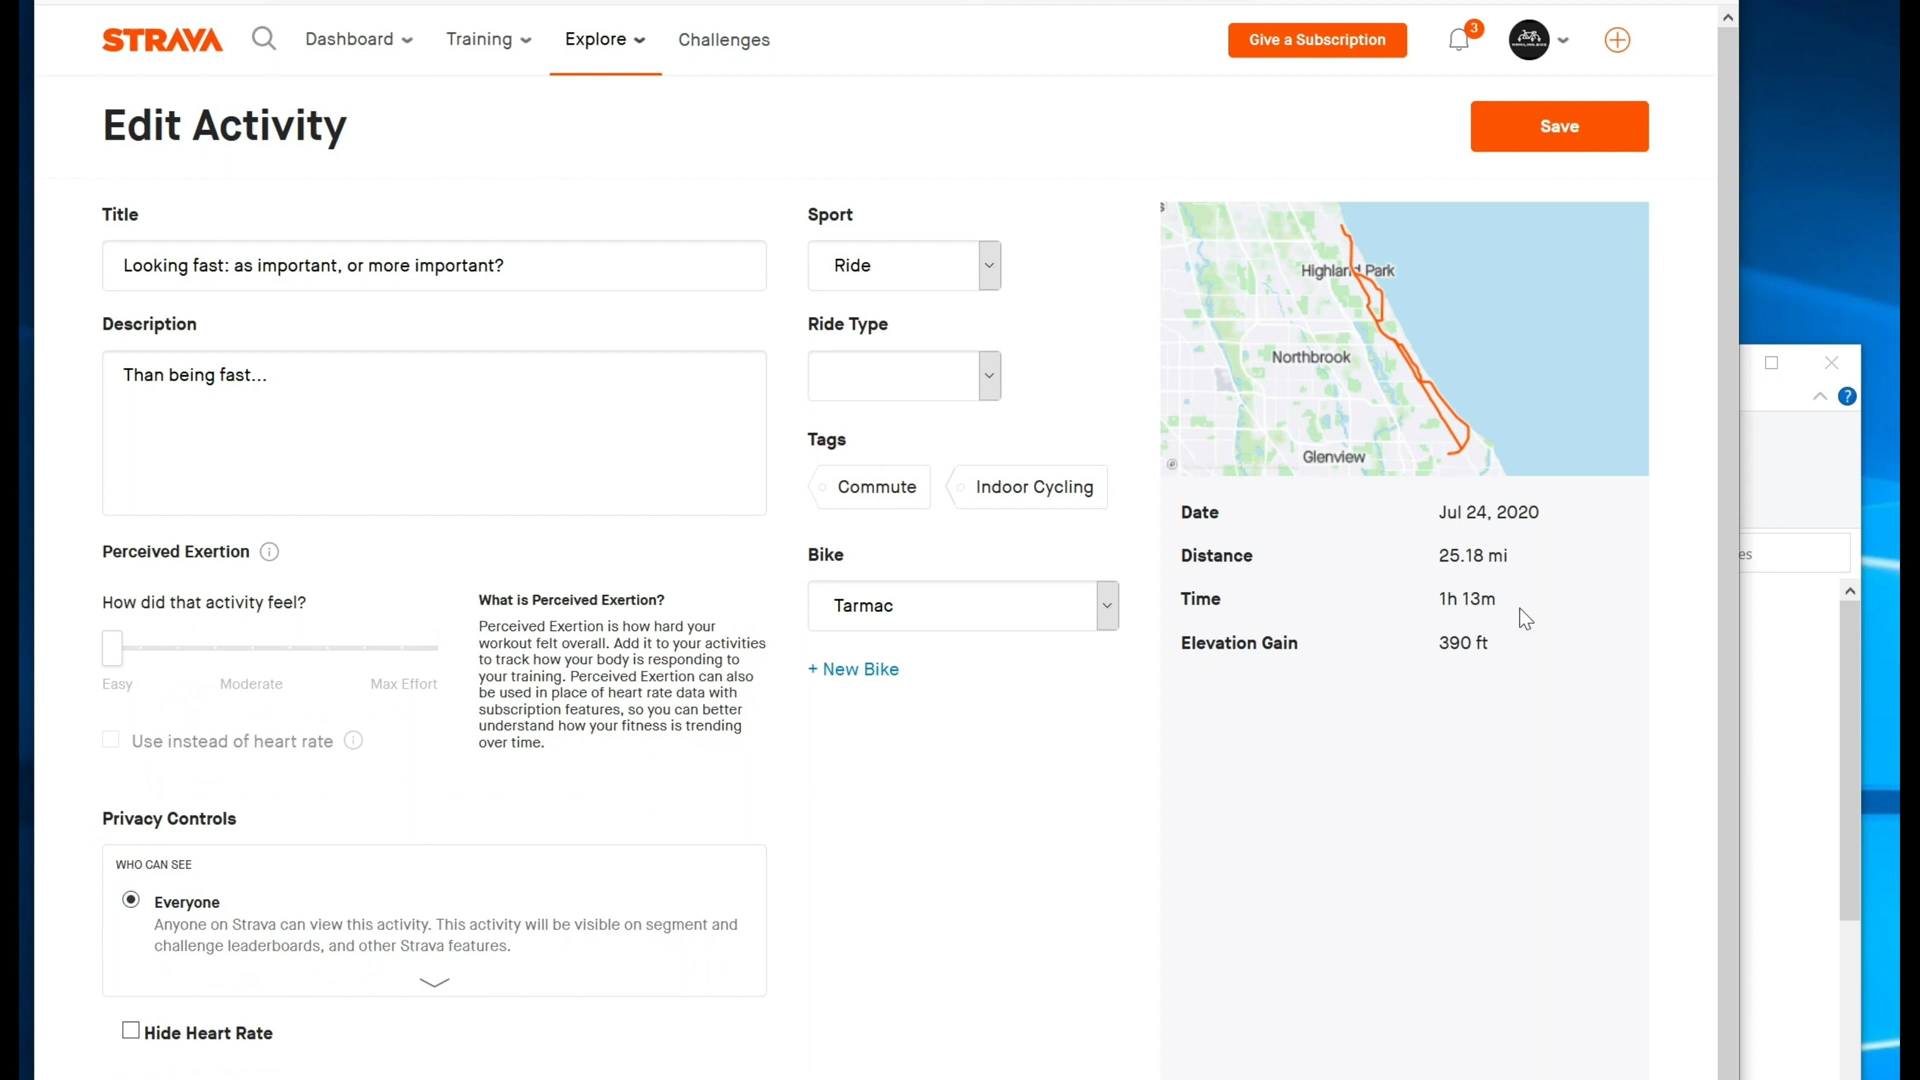 STRAVA
Dashboard
Training
Explore
Challenges
Give a Subscription
3
Edit Activity
Save
Title
Looking fast: as important, or more important?
Description
Than being fast...
Perceived Exertion
How did that activity feel?
Easy
Moderate
Max Effort
Use instead of heart rate
What is Perceived Exertion?
Perceived Exertion is how hard your
workout felt overall. Add it to your activities
to track how your body is responding to
your training. Perceived Exertion can also
be used in place of heart rate data with
subscription features, so you can better
understand how your fitness is trending
over time.
Privacy Controls
WHO CAN SEE
Everyone
Anyone on Strava can view this activity. This activity will be visible on segment and
challenge leaderboards, and other Strava features.
Hide Heart Rate
Sport
Ride
Ride Type
Tags
Commute
Indoor Cycling
Bike
Tarmac
+ New Bike
s
Highland Park
Northbrook
Glenview
Date Jul 24, 2020
Distance 25.18 mi
Time 1h 13m
Elevation Gain 390 ft
?
es